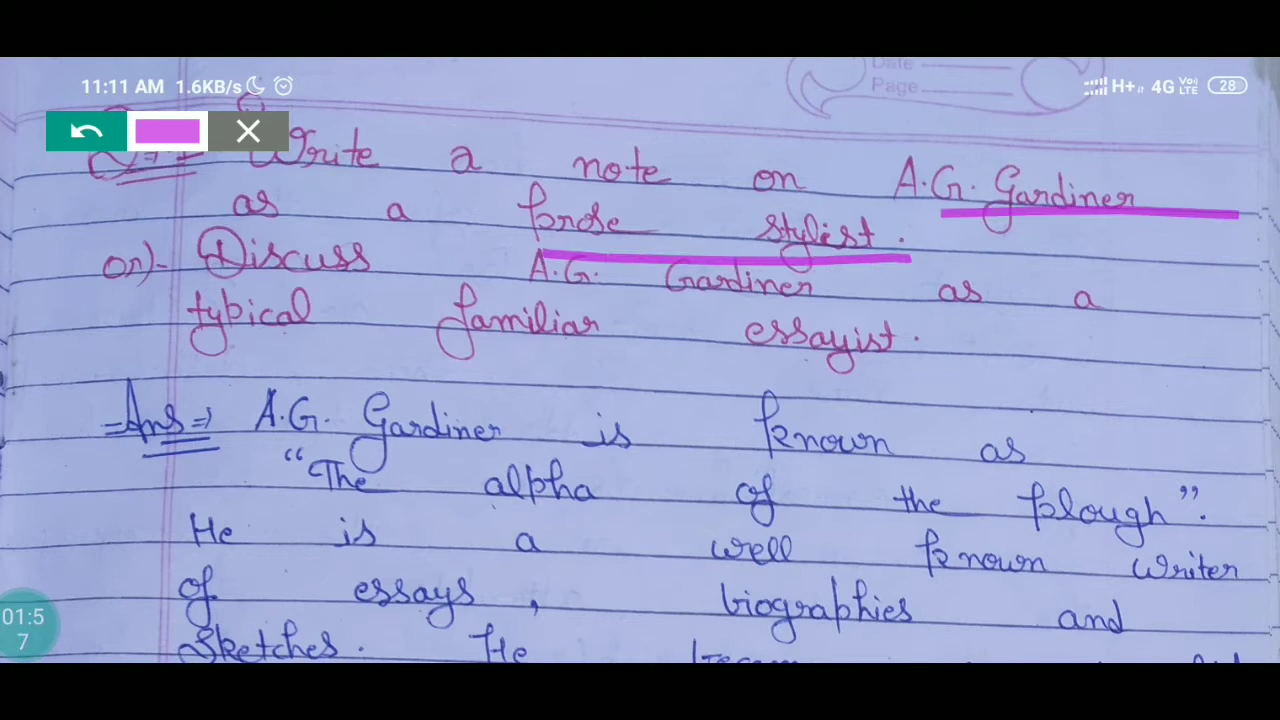 11:11 AM 1.6KB/s H+ 4G Vo) LTE 28
Date
Page
Write a note on A.G. Gardiner
as a prose stylist.
or)- Discuss A.G. Gardiner as a
typical familiar essayist.
Ans A.G. Gardiner is known as
"The alpha of the plough".
He is a well known writer
of essays, biographies and
Sketches. He
01:5
7